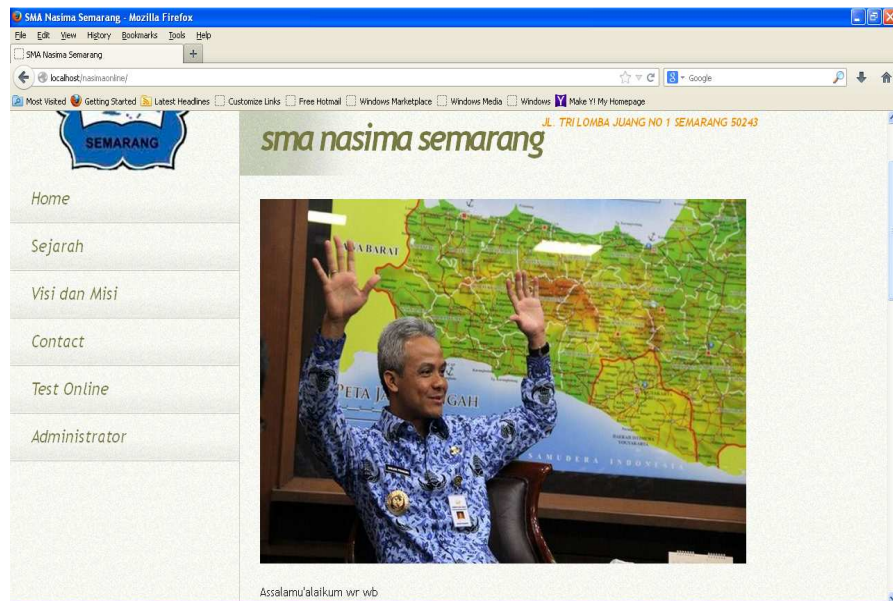 SMA Nasima Semarang - Mozilla Firefox
File Edit View History Bookmarks Tools Help
SMA Nasima Semarang
localhost/nasimaonline/
Google
Most Visited Getting Started Latest Headlines Customize Links Free Hotmail Windows Marketplace Windows Media Windows Make Y! My Homepage
SEMARANG
JL. TRI LOMBA JUANG NO 1 SEMARANG 50243
sma nasima semarang
Home
Sejarah
Visi dan Misi
Contact
Test Online
Administrator
BARAT
PETA
GAH
SAMUDERA INDONESIA
Assalamu'alaikum wr wb